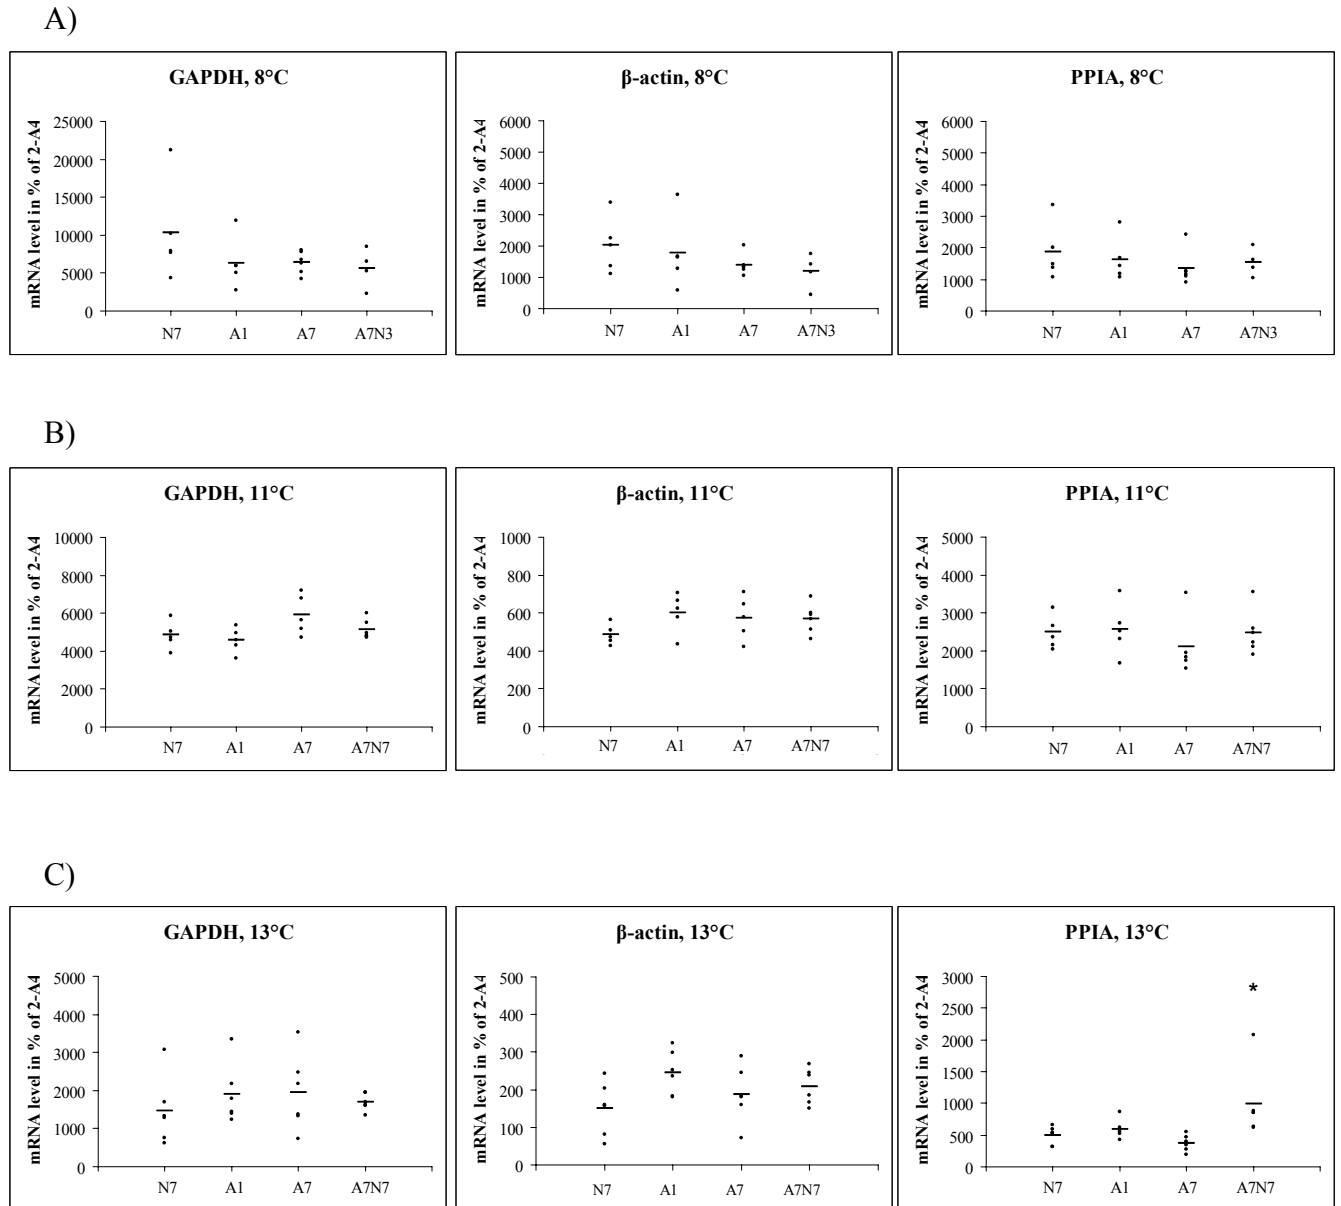 A)
GAPDH, 8°C
mRNA level in % of 2-A4
25000
20000
15000
10000
5000
0
N7 A1 A7 A7N3
β-actin, 8°C
mRNA level in % of 2-A4
6000
5000
4000
3000
2000
1000
0
N7 A1 A7 A7N3
PPIA, 8°C
mRNA level in % of 2-A4
6000
5000
4000
3000
2000
1000
0
N7 A1 A7 A7N3
B)
GAPDH, 11°C
mRNA level in % of 2-A4
10000
8000
6000
4000
2000
0
N7 A1 A7 A7N7
β-actin, 11°C
mRNA level in % of 2-A4
1000
800
600
400
200
0
N7 A1 A7 A7N7
PPIA, 11°C
mRNA level in % of 2-A4
5000
4000
3000
2000
1000
0
N7 A1 A7 A7N7
C)
GAPDH, 13°C
mRNA level in % of 2-A4
5000
4000
3000
2000
1000
0
N7 A1 A7 A7N7
β-actin, 13°C
mRNA level in % of 2-A4
500
400
300
200
100
0
N7 A1 A7 A7N7
PPIA, 13°C
mRNA level in % of 2-A4
3000
2500
2000
1500
1000
500
0
*
N7 A1 A7 A7N7